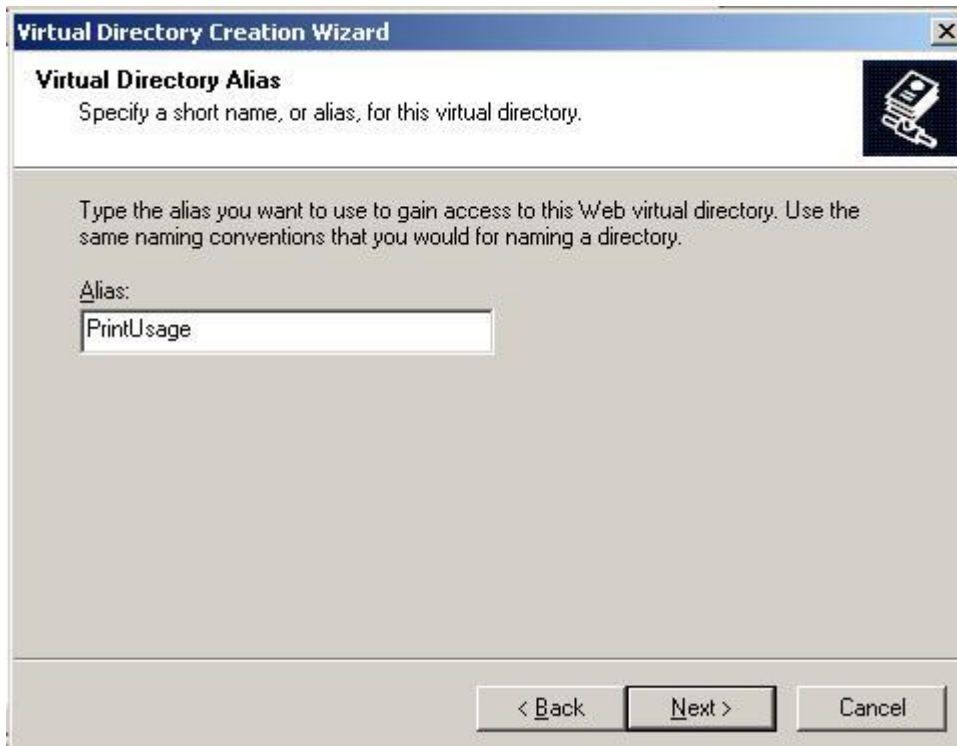 Virtual Directory Creation Wizard
Virtual Directory Alias
Specify a short name, or alias, for this virtual directory.
Type the alias you want to use to gain access to this Web virtual directory. Use the
same naming conventions that you would for naming a directory.
Alias:
PrintUsage
< Back
Next >
Cancel